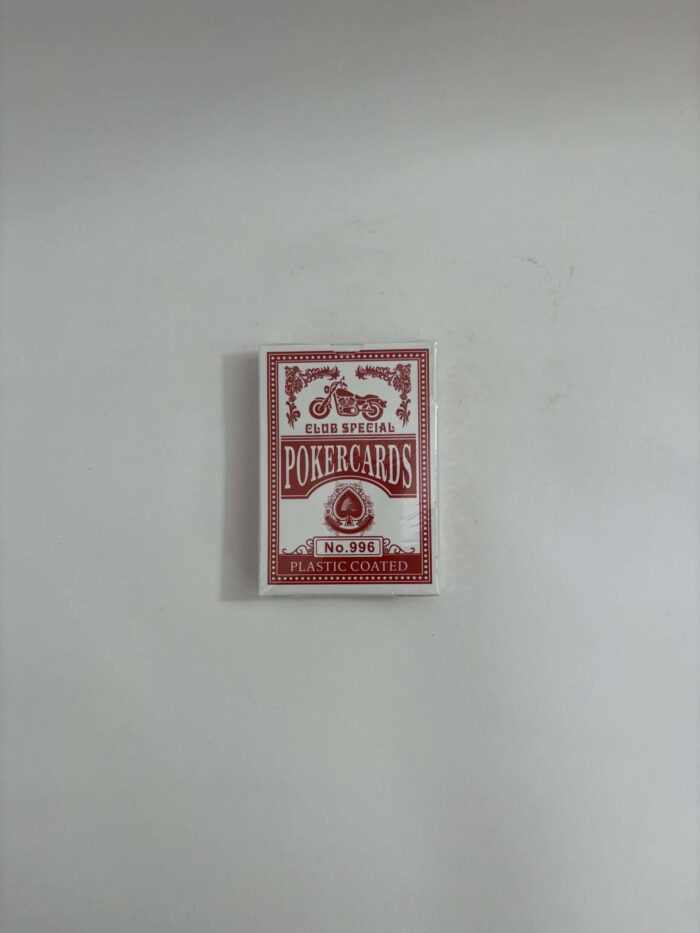 CLUB SPECIAL
POKERCARDS
No.996
PLASTIC COATED